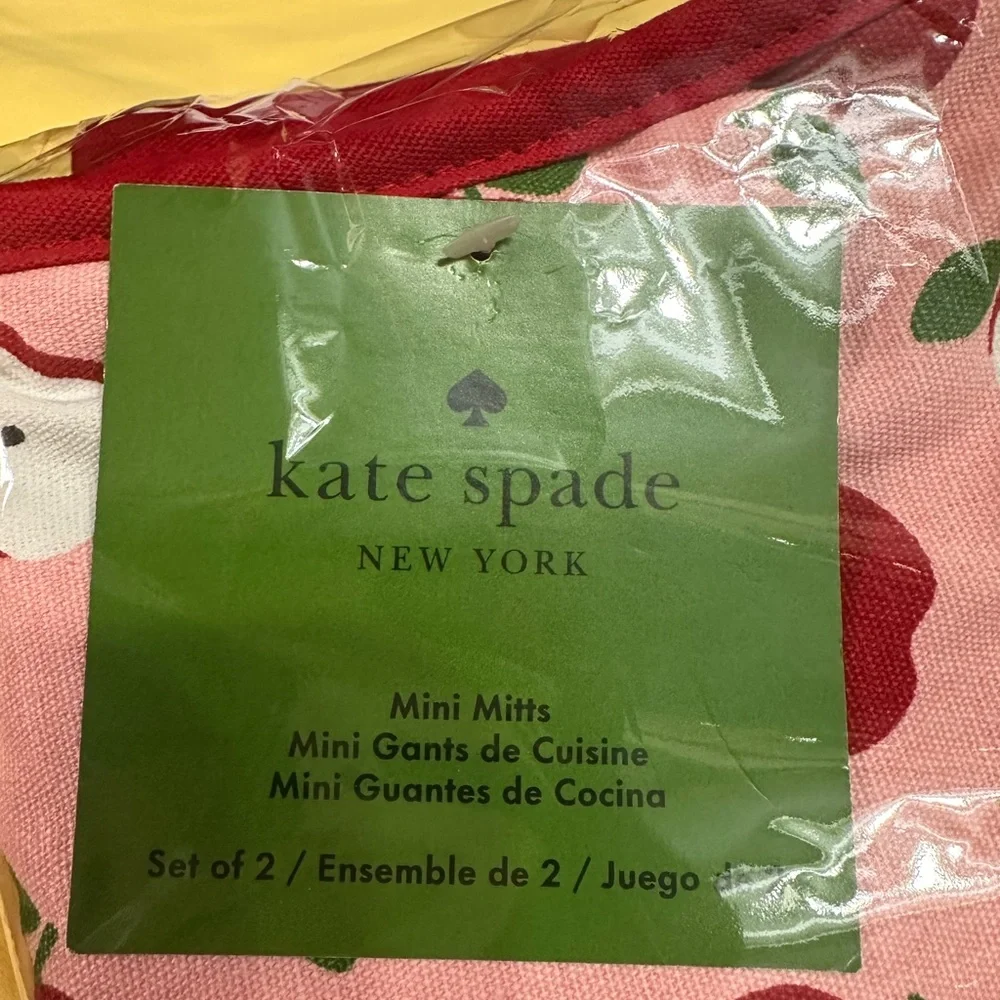 kate spade
NEW YORK
Mini Mitts
Mini Gants de Cuisine
Mini Guantes de Cocina
Set of 2 / Ensemble de 2 / Juego de